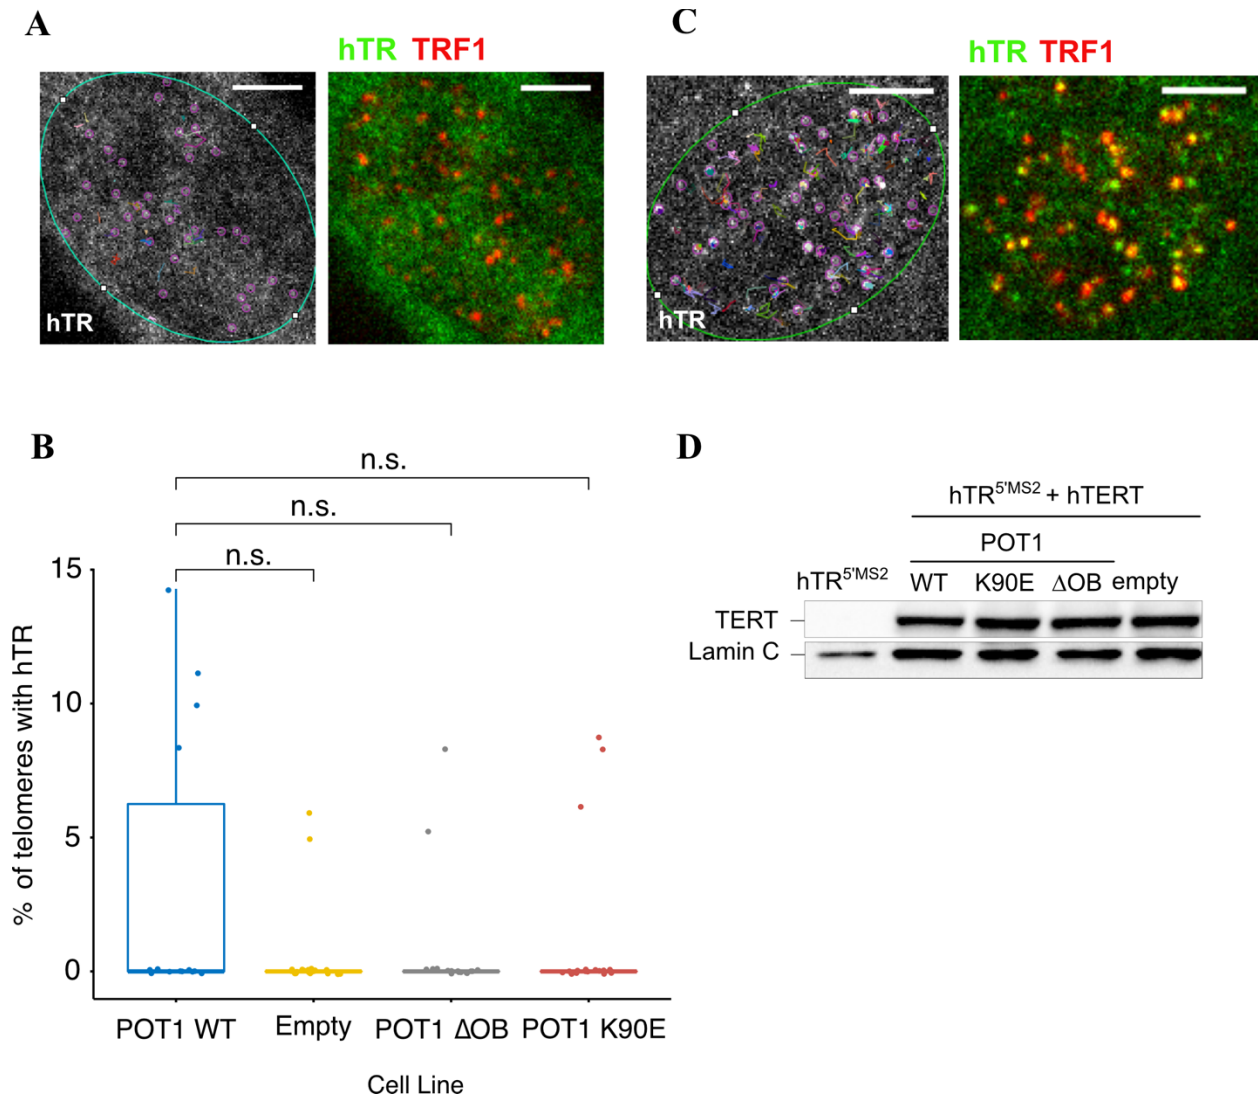 A
hTR TRF1
hTR
C
hTR TRF1
hTR
B
n.s.
n.s.
n.s.
15
10
5
0
% of telomeres with hTR
POT1 WT Empty POT1 ΔOB POT1 K90E
Cell Line
D
hTR5'MS2 + hTERT
POT1
hTR5'MS2 WT K90E ΔOB empty
TERT
Lamin C